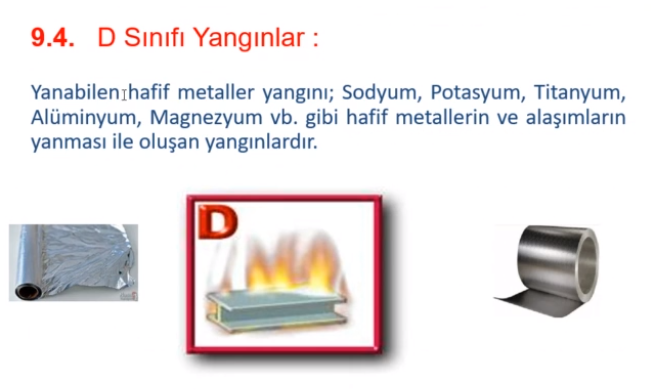 9.4. D Sınıfı Yangınlar :
Yanabilen hafif metaller yangını; Sodyum, Potasyum, Titanyum,
Alüminyum, Magnezyum vb. gibi hafif metallerin ve alaşımların
yanması ile oluşan yangınlardır.
D